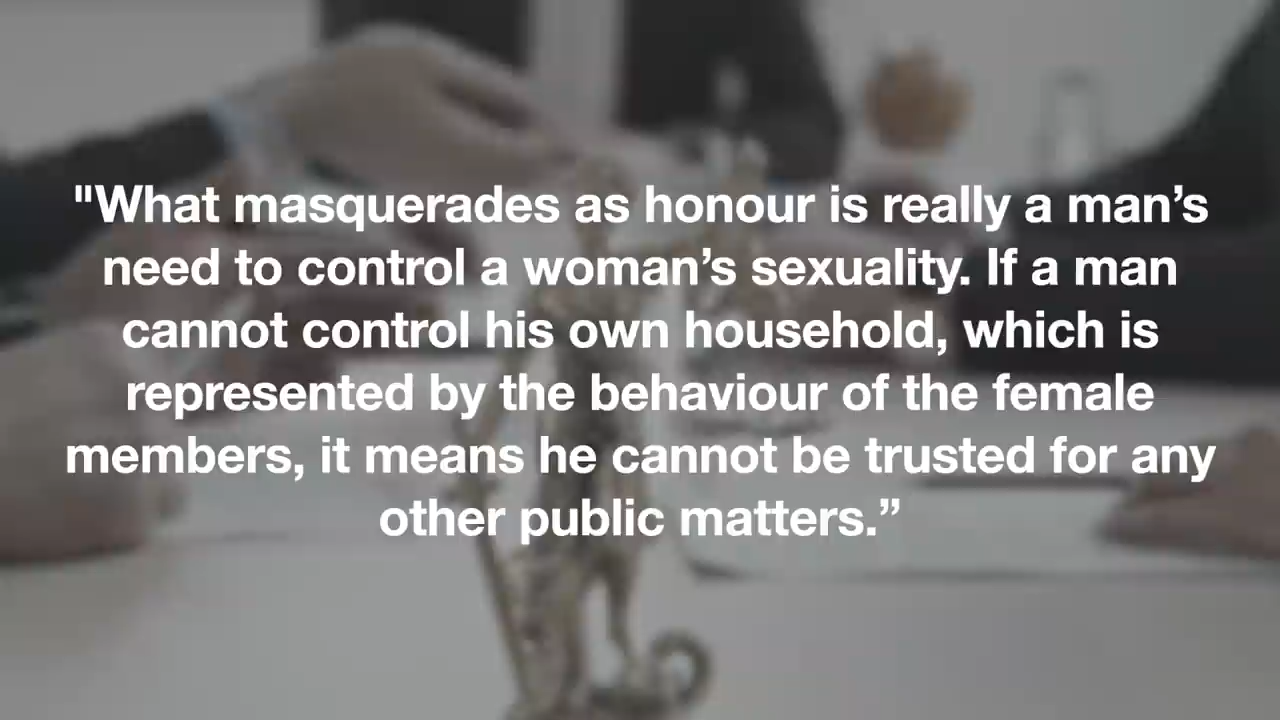 "What masquerades as honour is really a man’s
need to control a woman’s sexuality. If a man
cannot control his own household, which is
represented by the behaviour of the female
members, it means he cannot be trusted for any
other public matters.”